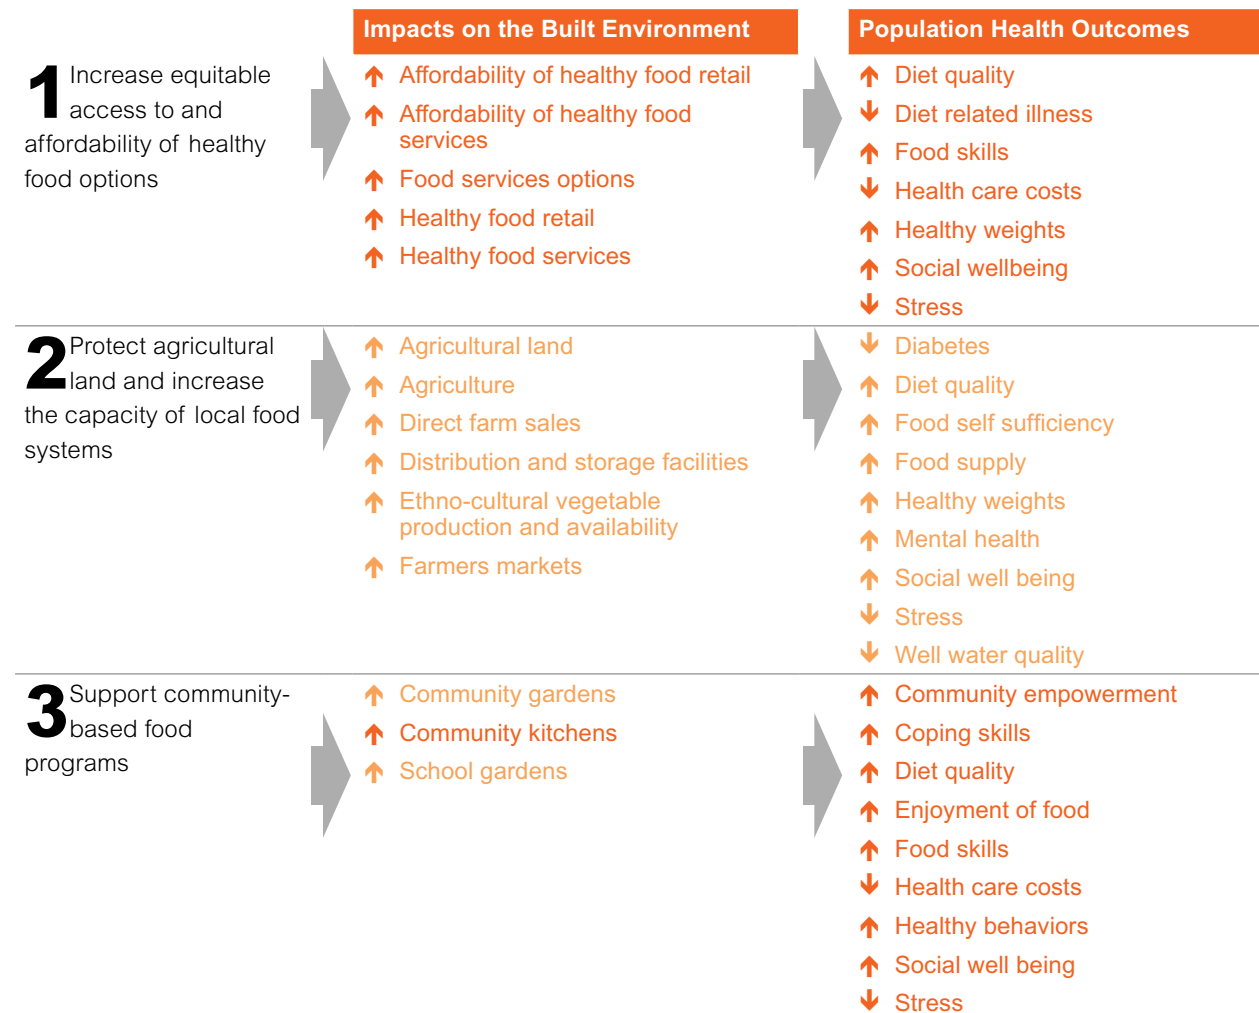 Impacts on the Built Environment
Population Health Outcomes
1 Increase equitable
access to and
affordability of healthy
food options
↑ Affordability of healthy food retail
↑ Affordability of healthy food
services
↑ Food services options
↑ Healthy food retail
↑ Healthy food services
↑ Diet quality
↓ Diet related illness
↑ Food skills
↓ Health care costs
↑ Healthy weights
↑ Social wellbeing
↓ Stress
2 Protect agricultural
land and increase
the capacity of local food
systems
↑ Agricultural land
↑ Agriculture
↑ Direct farm sales
↑ Distribution and storage facilities
↑ Ethno-cultural vegetable
production and availability
↑ Farmers markets
↓ Diabetes
↑ Diet quality
↑ Food self sufficiency
↑ Food supply
↑ Healthy weights
↑ Mental health
↑ Social well being
↓ Stress
↓ Well water quality
3 Support community-
based food
programs
↑ Community gardens
↑ Community kitchens
↑ School gardens
↑ Community empowerment
↑ Coping skills
↑ Diet quality
↑ Enjoyment of food
↑ Food skills
↓ Health care costs
↑ Healthy behaviors
↑ Social well being
↓ Stress